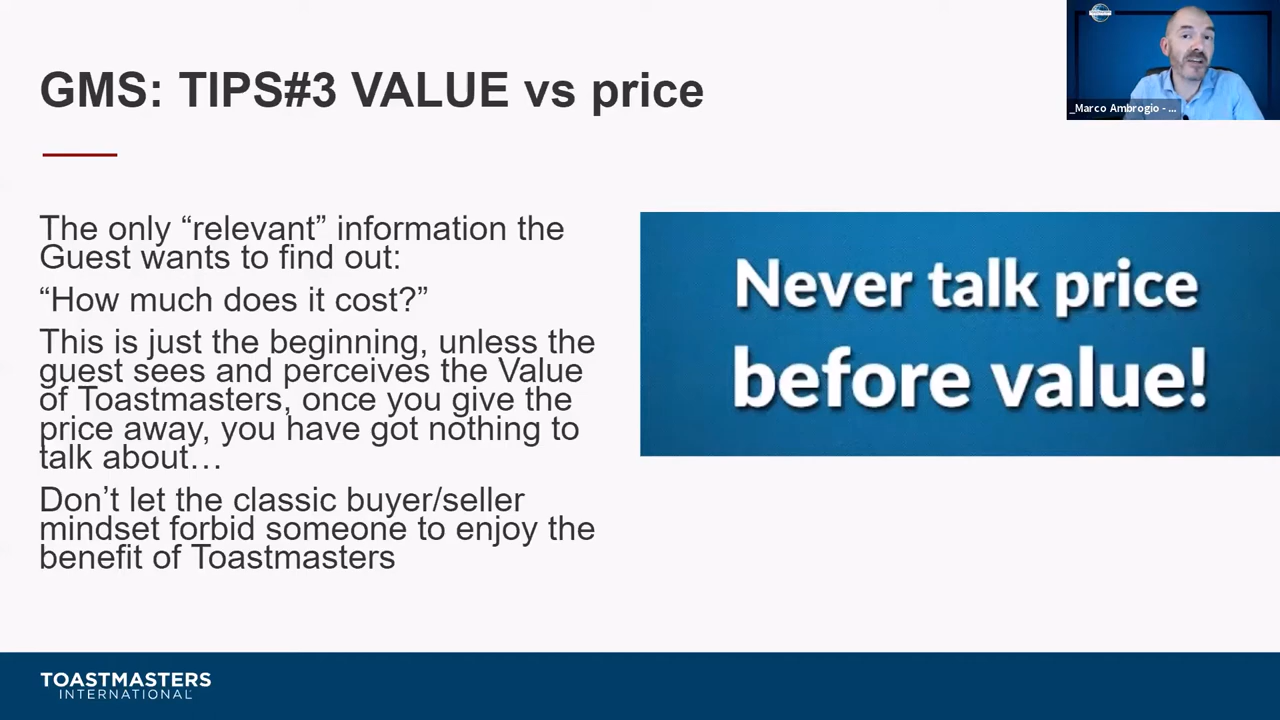 GMS: TIPS#3 VALUE vs price
_Marco Ambrogio - ...
The only “relevant” information the
Guest wants to find out:
“How much does it cost?”
This is just the beginning, unless the
guest sees and perceives the Value
of Toastmasters, once you give the
price away, you have got nothing to
talk about…
Don’t let the classic buyer/seller
mindset forbid someone to enjoy the
benefit of Toastmasters
Never talk price
before value!
TOASTMASTERS
INTERNATIONAL